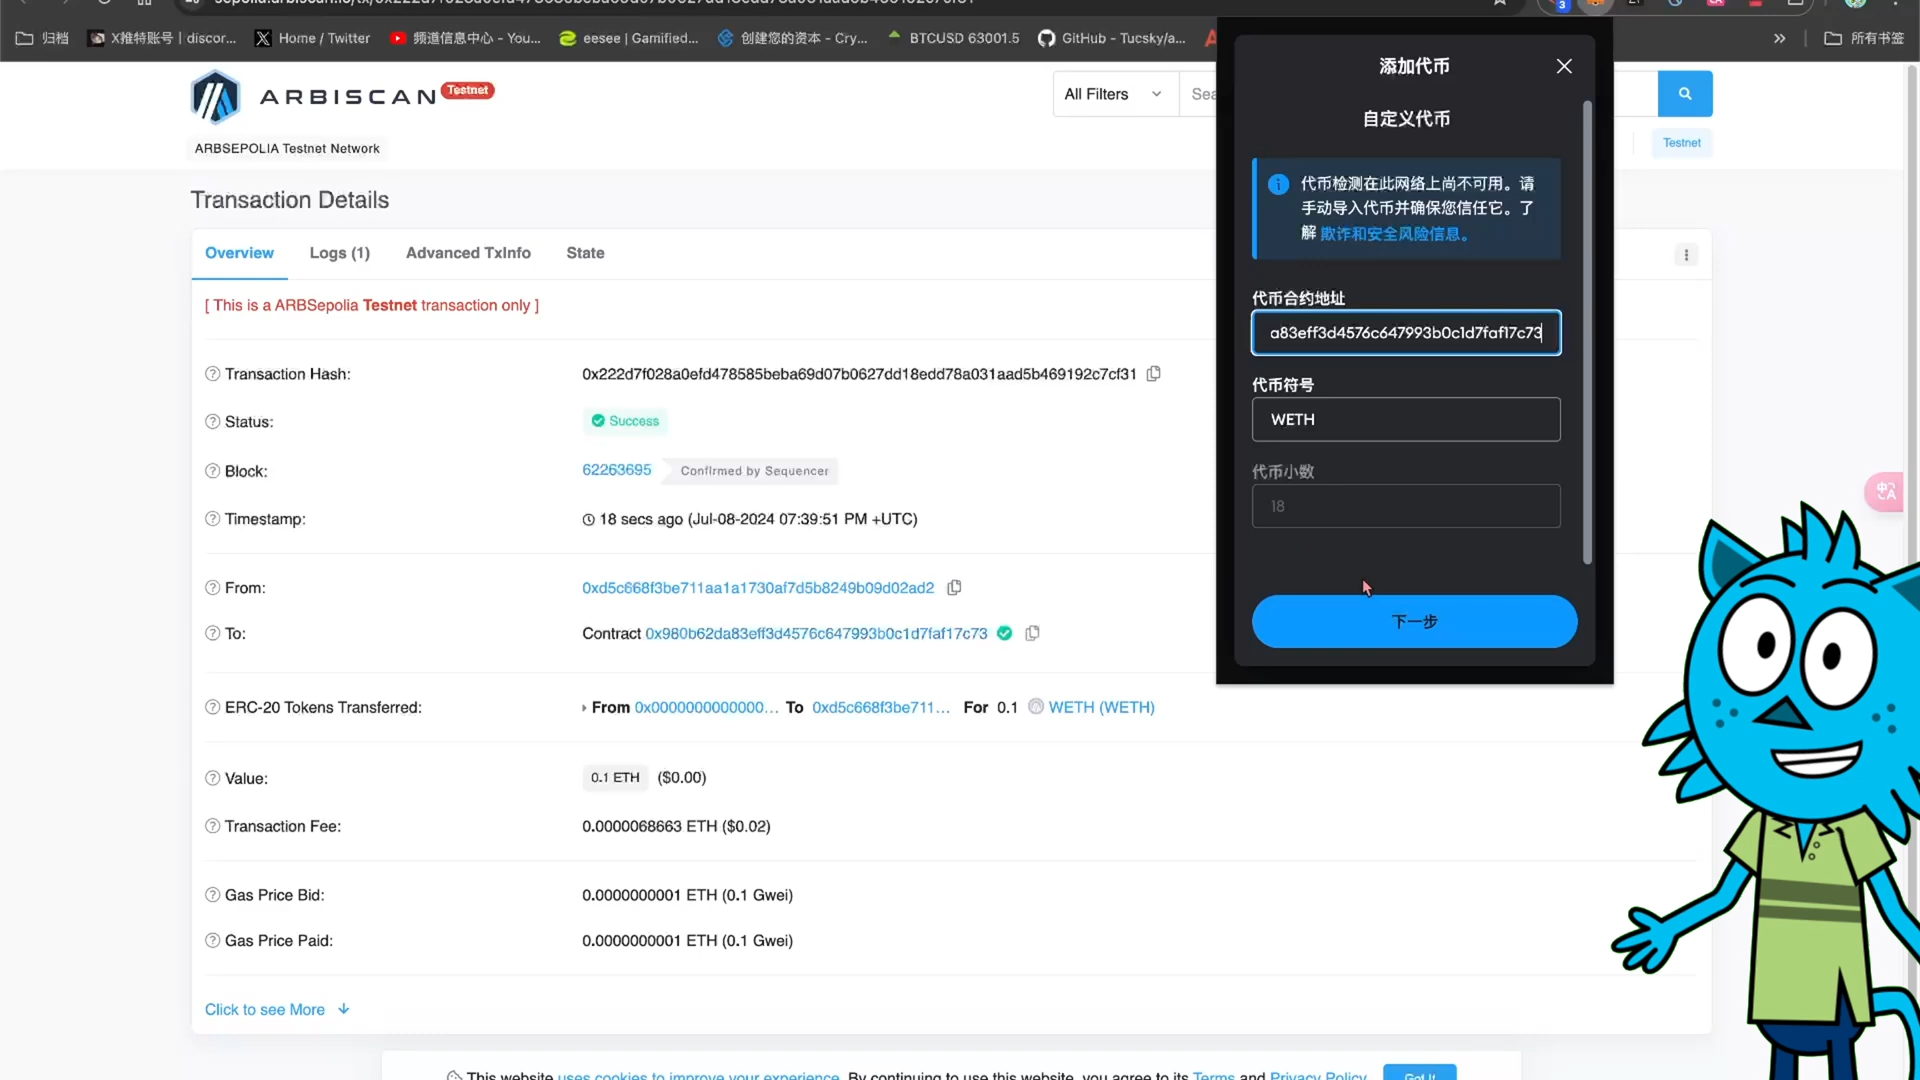 归档
X推特账号 | discor...
Home / Twitter
频道信息中心 - You...
eesee | Gamified...
创建您的资本 - Cry...
BTCUSD 63001.5
GitHub - Tucsky/a...
所有书签
ARBISCAN
Testnet
All Filters
Sea
ARBSEPOLIA Testnet Network
Testnet
Transaction Details
Overview
Logs (1)
Advanced TxInfo
State
[ This is a ARBSepolia Testnet transaction only ]
Transaction Hash:
0x222d7f028a0efd478585beba69d07b0627dd18edd78a031aad5b469192c7cf31
Status:
Success
Block:
62263695
Confirmed by Sequencer
Timestamp:
18 secs ago (Jul-08-2024 07:39:51 PM +UTC)
From:
0xd5c668f3be711aa1a1730af7d5b8249b09d02ad2
To:
Contract 0x980b62da83eff3d4576c647993b0c1d7faf17c73
ERC-20 Tokens Transferred:
From 0x0000000000000... To 0xd5c668f3be711... For 0.1 WETH (WETH)
Value:
0.1 ETH ($0.00)
Transaction Fee:
0.0000068663 ETH ($0.02)
Gas Price Bid:
0.0000000001 ETH (0.1 Gwei)
Gas Price Paid:
0.0000000001 ETH (0.1 Gwei)
Click to see More
This website uses cookies to improve your experience. By continuing to use this website, you agree to its Terms and Privacy Policy.
Got It
添加代币
自定义代币
代币检测在此网络上尚不可用。请
手动导入代币并确保您信任它。了
解 欺诈和安全风险信息。
代币合约地址
a83eff3d4576c647993b0c1d7faf17c73
代币符号
WETH
代币小数
18
下一步